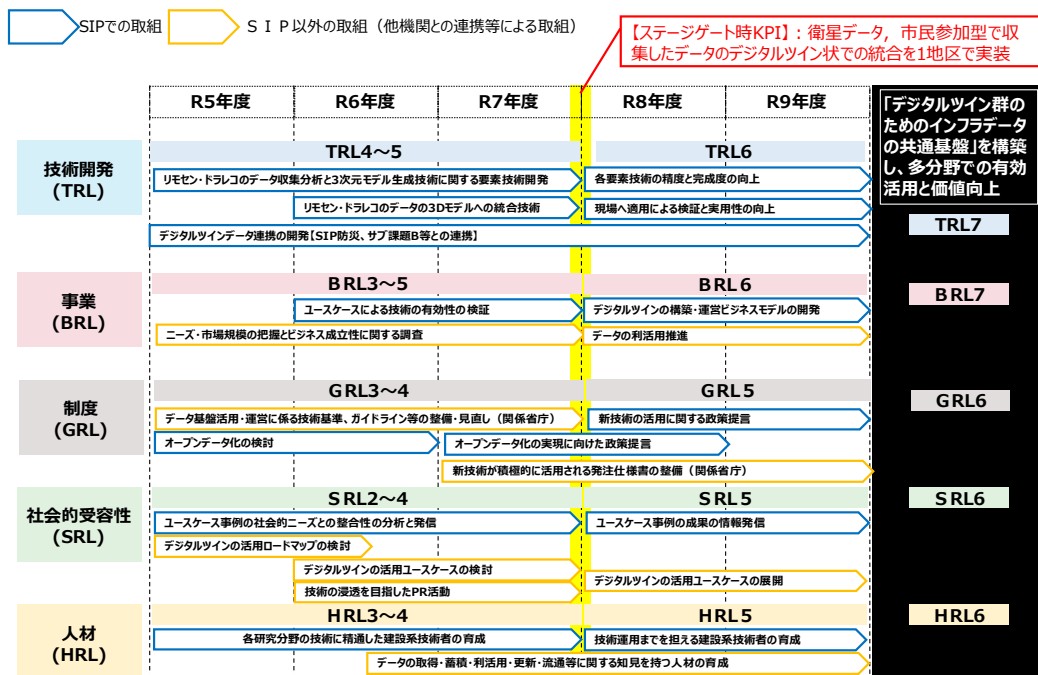 SIPでの取組
ＳＩＰ以外の取組（他機関との連携等による取組）
【ステージゲート時KPI】：衛星データ，市民参加型で収
集したデータのデジタルツイン状での統合を1地区で実装
R5年度
R6年度
R7年度
R8年度
R9年度
「デジタルツイン群の
ためのインフラデータ
の共通基盤」を構築
し、多分野での有効
活用と価値向上
技術開発
(TRL)
TRL4～5
TRL6
リモセン・ドラレコのデータ収集分析と3次元モデル生成技術に関する要素技術開発
各要素技術の精度と完成度の向上
リモセン・ドラレコのデータの3Dモデルへの統合技術
現場へ適用による検証と実用性の向上
TRL7
デジタルツインデータ連携の開発【SIP防災、サブ課題B等との連携】
事業
(BRL)
BRL3～5
BRL6
BRL7
ユースケースによる技術の有効性の検証
デジタルツインの構築・運営ビジネスモデルの開発
ニーズ・市場規模の把握とビジネス成立性に関する調査
データの利活用推進
制度
(GRL)
GRL3～4
GRL5
GRL6
データ基盤活用・運営に係る技術基準、ガイドライン等の整備・見直し（関係省庁）
新技術の活用に関する政策提言
オープンデータ化の検討
オープンデータ化の実現に向けた政策提言
新技術が積極的に活用される発注仕様書の整備（関係省庁）
社会的受容性
(SRL)
SRL2～4
SRL5
SRL6
ユースケース事例の社会的ニーズとの整合性の分析と発信
ユースケース事例の成果の情報発信
デジタルツインの活用ロードマップの検討
デジタルツインの活用ユースケースの検討
デジタルツインの活用ユースケースの展開
技術の浸透を目指したPR活動
人材
(HRL)
HRL3～4
HRL5
HRL6
各研究分野の技術に精通した建設系技術者の育成
技術運用までを担える建設系技術者の育成
データの取得・蓄積・利活用・更新・流通等に関する知見を持つ人材の育成